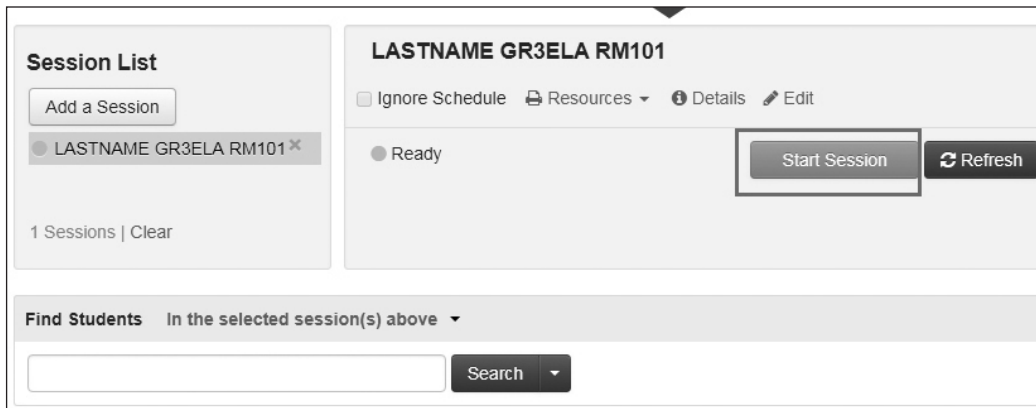 Session List
Add a Session
LASTNAME GR3ELA RM101
1 Sessions | Clear
LASTNAME GR3ELA RM101
Ignore Schedule Resources Details Edit
Ready Start Session Refresh
Find Students In the selected session(s) above
Search